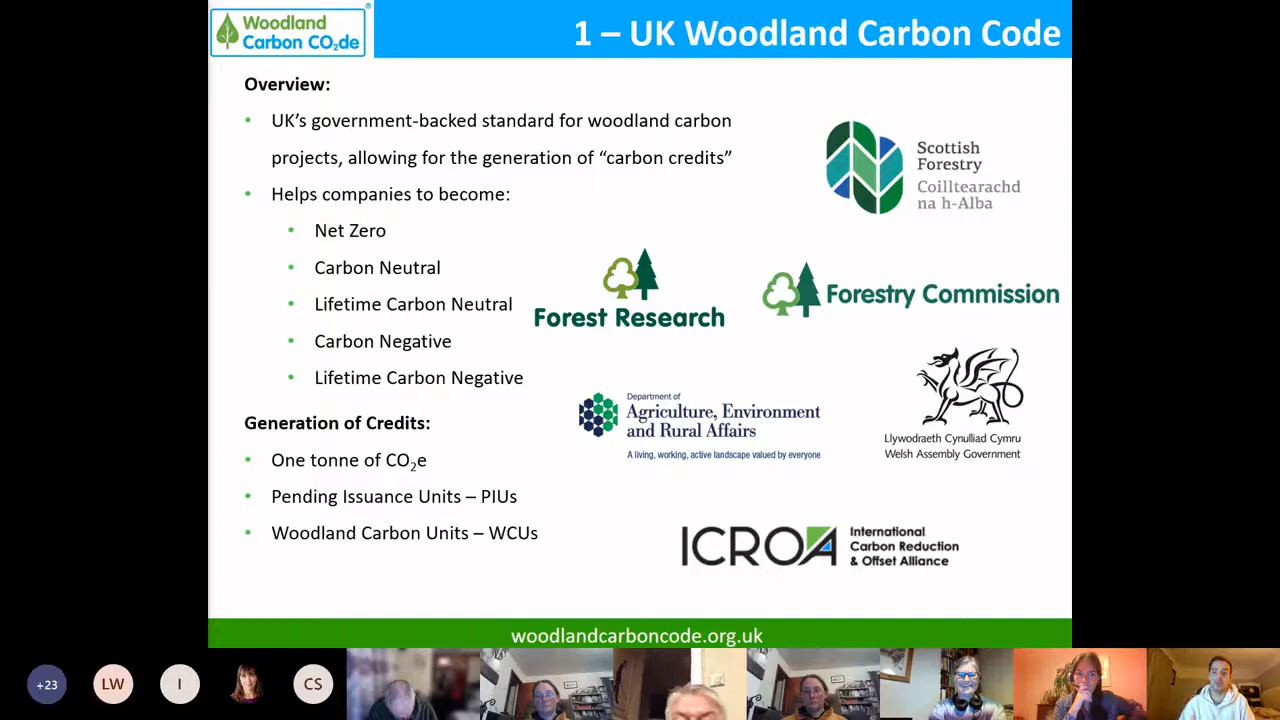 Woodland
Carbon CO₂de
®
1 – UK Woodland Carbon Code
Overview:
• UK’s government-backed standard for woodland carbon
projects, allowing for the generation of “carbon credits”
• Helps companies to become:
• Net Zero
• Carbon Neutral
• Lifetime Carbon Neutral
• Carbon Negative
• Lifetime Carbon Negative
Generation of Credits:
• One tonne of CO₂e
• Pending Issuance Units – PIUs
• Woodland Carbon Units – WCUs
Scottish
Forestry
Coilltearachd
na h-Alba
Forest Research
Forestry Commission
Department of
Agriculture, Environment
and Rural Affairs
A living, working, active landscape valued by everyone
Llywodraeth Cynulliad Cymru
Welsh Assembly Government
ICROA
International
Carbon Reduction
& Offset Alliance
woodlandcarboncode.org.uk
+23
LW
I
CS